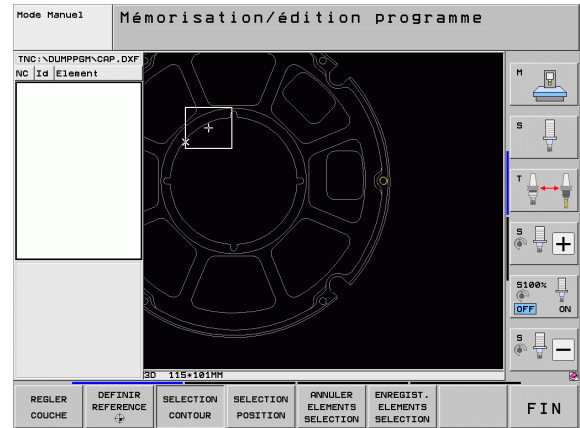 Mode Manuel
Mémorisation/édition programme
TNC:\DUMPPGM\CAP.DXF
NC Id Element
M
S
T
S
S100%
OFF ON
S
3D 115*101MM
REGLER COUCHE
DEFINIR REFERENCE
SELECTION CONTOUR
SELECTION POSITION
ANNULER ELEMENTS SELECTION
ENREGIST. ELEMENTS SELECTION
FIN